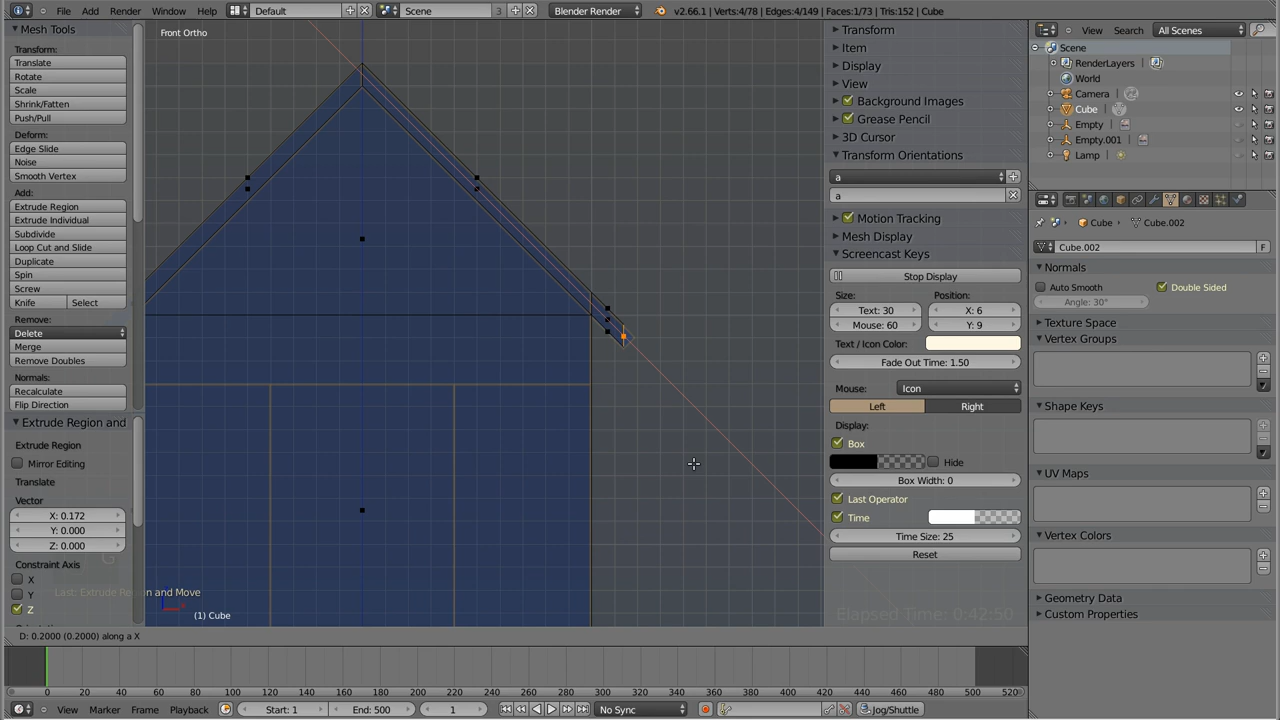 File Add Render Window Help Default Scene 3 Blender Render v2.66.1 | Verts:4/78 | Edges:4/149 | Faces:1/73 | Tris:152 | Cube
Mesh Tools
Transform:
Translate
Rotate
Scale
Shrink/Fatten
Push/Pull
Deform:
Edge Slide
Noise
Smooth Vertex
Add:
Extrude Region
Extrude Individual
Subdivide
Loop Cut and Slide
Duplicate
Spin
Screw
Knife Select
Remove:
Delete
Merge
Remove Doubles
Normals:
Recalculate
Flip Direction
Extrude Region and
Extrude Region
Mirror Editing
Translate
Vector
X: 0.172
Y: 0.000
Z: 0.000
Constraint Axis
X
Y
Z
Front Ortho
G
Last: Extrude Region and Move
(1) Cube
Elapsed Time: 0:42:50
D: 0.2000 (0.2000) along a X
Transform
Item
Display
View
Background Images
Grease Pencil
3D Cursor
Transform Orientations
a
a
Motion Tracking
Mesh Display
Screencast Keys
Stop Display
Size: Position:
Text: 30 X: 6
Mouse: 60 Y: 9
Text / Icon Color:
Fade Out Time: 1.50
Mouse: Icon
Left Right
Display:
Box
Hide
Box Width: 0
Last Operator
Time
Time Size: 25
Reset
View Search All Scenes
Scene
RenderLayers |
World
Camera |
Cube |
Empty |
Empty.001 |
Lamp |
Cube Cube.002
Cube.002 F
Normals
Auto Smooth Double Sided
Angle: 30°
Texture Space
Vertex Groups
Shape Keys
UV Maps
Vertex Colors
Geometry Data
Custom Properties
0 20 40 60 80 100 120 140 160 180 200 220 240 260 280 300 320 340 360 380 400 420 440 460 480 500 520
View Marker Frame Playback Start: 1 End: 500 1 No Sync Jog/Shuttle